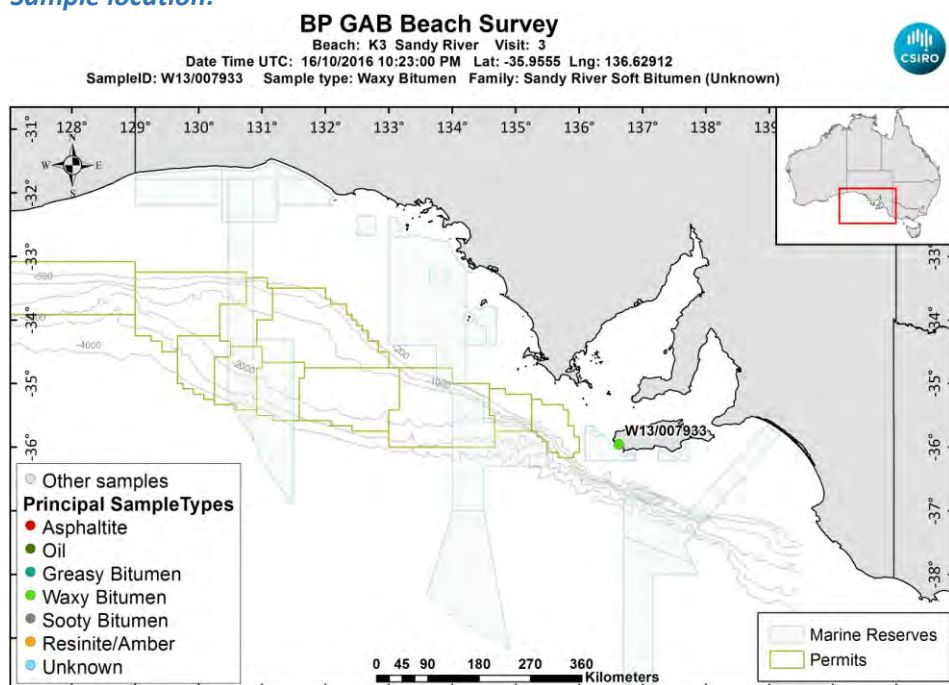 Sample location:
BP GAB Beach Survey
Beach: K3 Sandy River Visit: 3
Date Time UTC: 16/10/2016 10:23:00 PM Lat: -35.9555 Lng: 136.62912
SampleID: W13/007933 Sample type: Waxy Bitumen Family: Sandy River Soft Bitumen (Unknown)
CSIRO
128° 129° 130° 131° 132° 133° 134° 135° 136° 137° 138° 139°
-31°
-32°
-33°
-34°
-35°
-36°
-37°
-38°
-31°
-32°
-33°
-34°
-35°
-36°
-37°
-38°
N
W E
S
-4000
-2000
-200
-1000
W13/007933
Other samples
Principal SampleTypes
Asphaltite
Oil
Greasy Bitumen
Waxy Bitumen
Sooty Bitumen
Resinite/Amber
Unknown
0 45 90 180 270 360
Kilometers
Marine Reserves
Permits